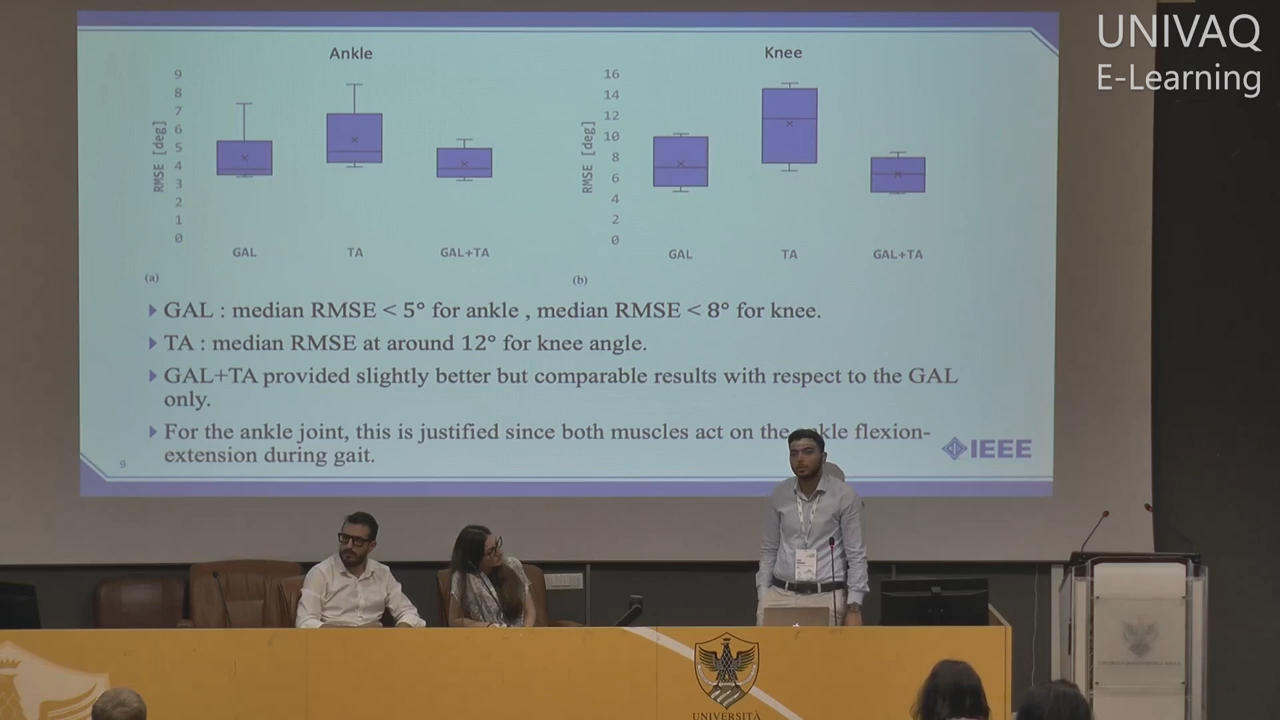 UNIVAQ
E-Learning
Ankle
Knee
RMSE [deg]
9
8
7
6
5
4
3
2
1
0
GAL
TA
GAL+TA
(a)
RMSE [deg]
16
14
12
10
8
6
4
2
0
GAL
TA
GAL+TA
(b)
GAL : median RMSE < 5° for ankle , median RMSE < 8° for knee.
TA : median RMSE at around 12° for knee angle.
GAL+TA provided slightly better but comparable results with respect to the GAL
only.
For the ankle joint, this is justified since both muscles act on the ankle flexion-
extension during gait.
9
IEEE
UNIVERSITÀ